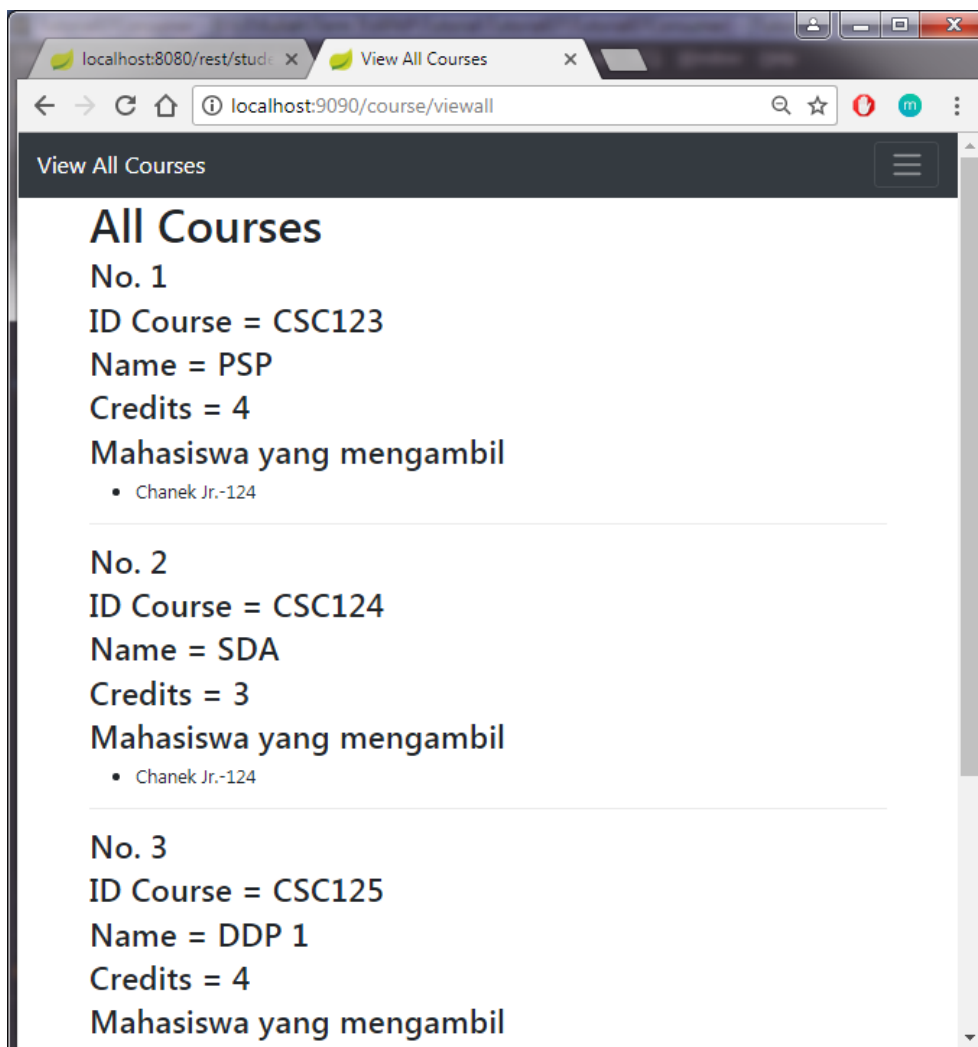 localhost:8080/rest/stude
View All Courses
localhost:9090/course/viewall
m
View All Courses
All Courses
No. 1
ID Course = CSC123
Name = PSP
Credits = 4
Mahasiswa yang mengambil
Chanek Jr.-124
No. 2
ID Course = CSC124
Name = SDA
Credits = 3
Mahasiswa yang mengambil
Chanek Jr.-124
No. 3
ID Course = CSC125
Name = DDP 1
Credits = 4
Mahasiswa yang mengambil